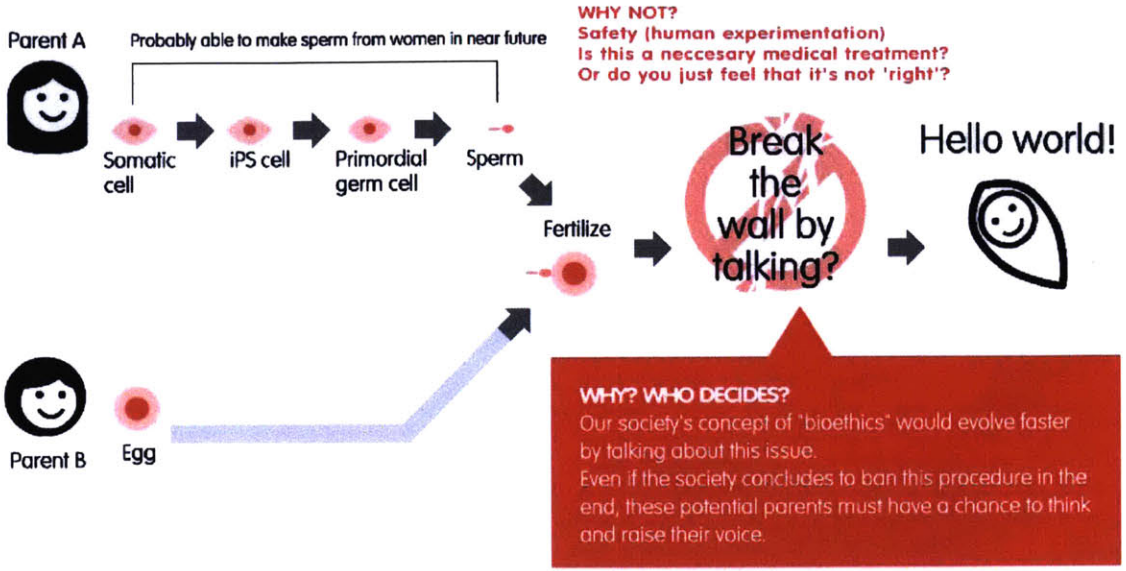 WHY NOT?
Safety (human experimentation)
Is this a neccesary medical treatment?
Or do you just feel that it's not 'right'?
Parent A
Probably able to make sperm from women in near future
Somatic
cell
iPS cell
Primordial
germ cell
Sperm
Fertilize
Break
the
wall by
talking?
Hello world!
Parent B
Egg
WHY? WHO DECIDES?
Our society's concept of "bioethics" would evolve faster
by talking about this issue.
Even if the society concludes to ban this procedure in the
end, these potential parents must have a chance to think
and raise their voice.